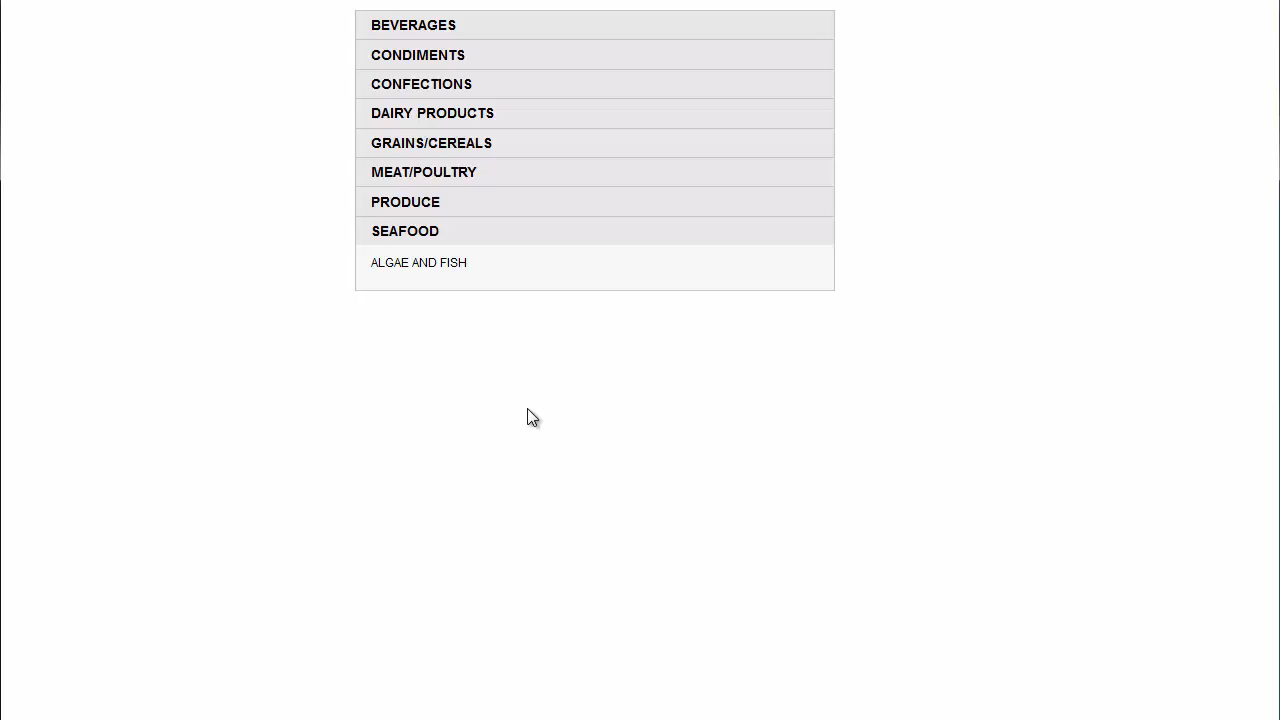 BEVERAGES
CONDIMENTS
CONFECTIONS
DAIRY PRODUCTS
GRAINS/CEREALS
MEAT/POULTRY
PRODUCE
SEAFOOD
ALGAE AND FISH